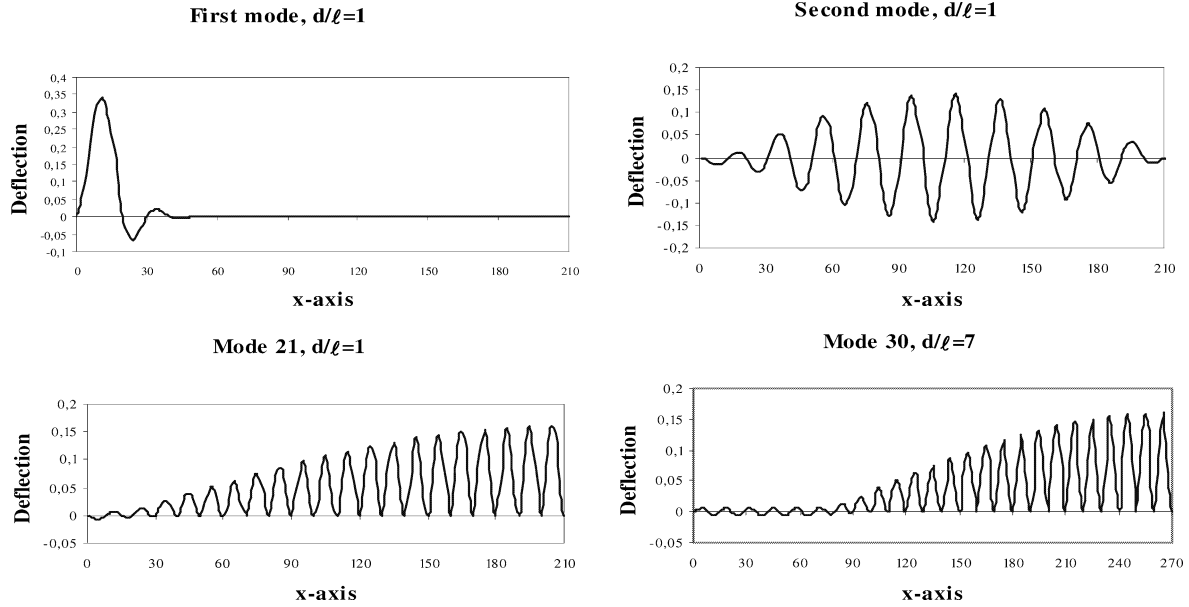 First mode, d/ℓ=1
Deflection
0,4
0,35
0,3
0,25
0,2
0,15
0,1
0,05
0
-0,05
-0,1
0 30 60 90 120 150 180 210
x-axis
Second mode, d/ℓ=1
Deflection
0,2
0,15
0,1
0,05
0
-0,05
-0,1
-0,15
-0,2
0 30 60 90 120 150 180 210
x-axis
Mode 21, d/ℓ=1
Deflection
0,2
0,15
0,1
0,05
0
-0,05
0 30 60 90 120 150 180 210
x-axis
Mode 30, d/ℓ=7
Deflection
0,2
0,15
0,1
0,05
0
-0,05
0 30 60 90 120 150 180 210 240 270
x-axis